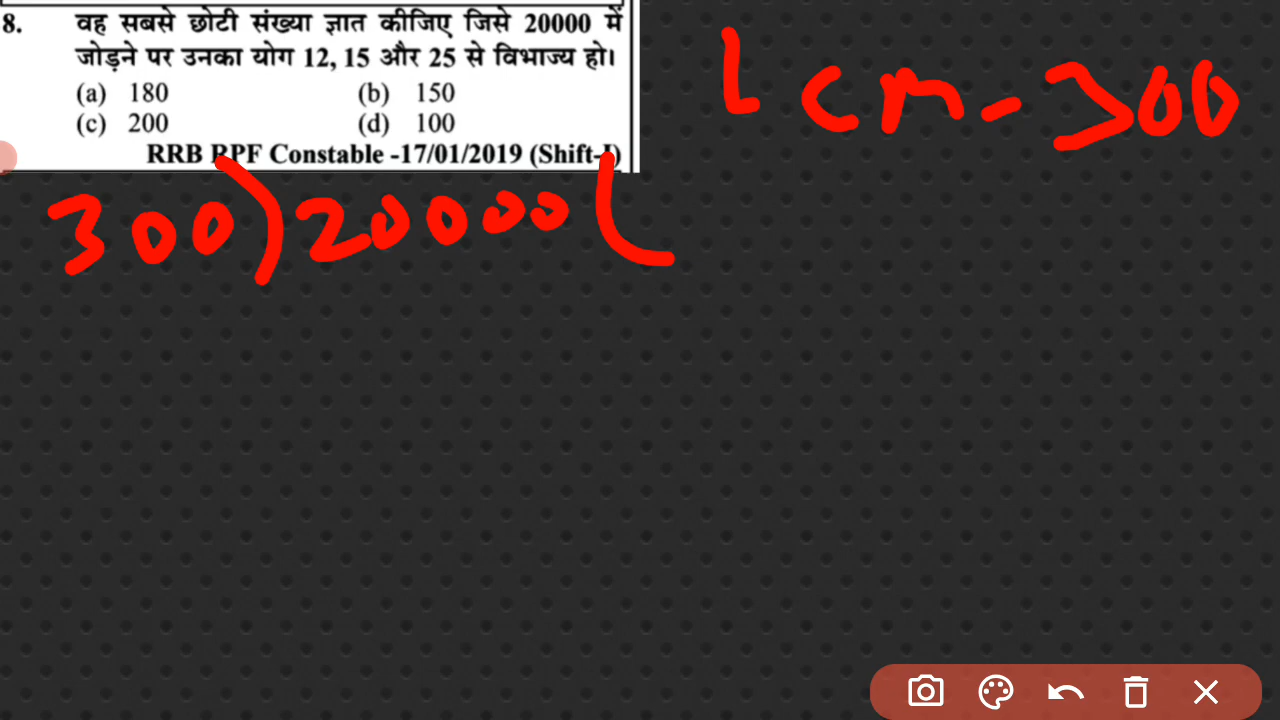 8. वह सबसे छोटी संख्या ज्ञात कीजिए जिसे 20000 में
जोड़ने पर उनका योग 12, 15 और 25 से विभाज्य हो।
(a) 180 (b) 150
(c) 200 (d) 100
RRB RPF Constable -17/01/2019 (Shift-I)
Lcm - 300
300)20000(